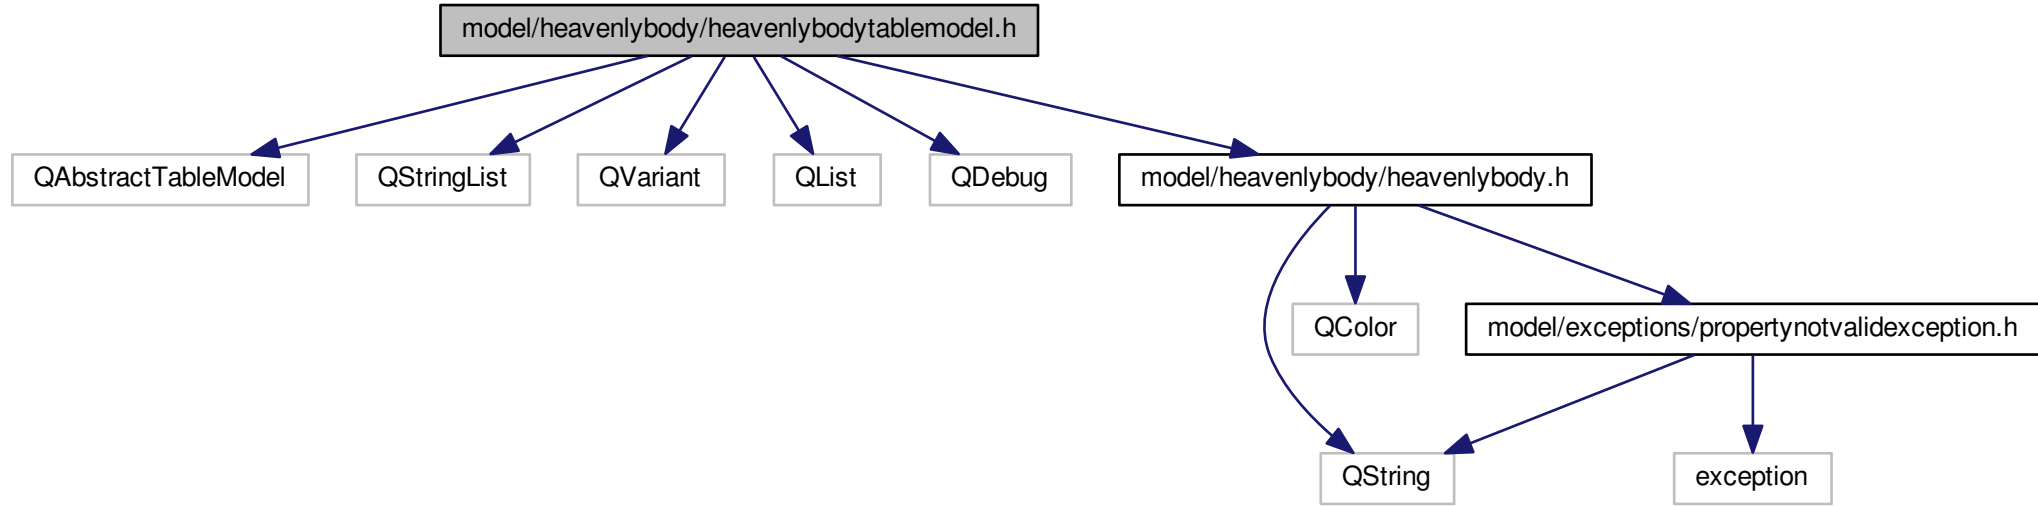 model/heavenlybody/heavenlybodytablemodel.h
QAbstractTableModel
QStringList
QVariant
QList
QDebug
model/heavenlybody/heavenlybody.h
QColor
model/exceptions/propertynotvalidexception.h
QString
exception